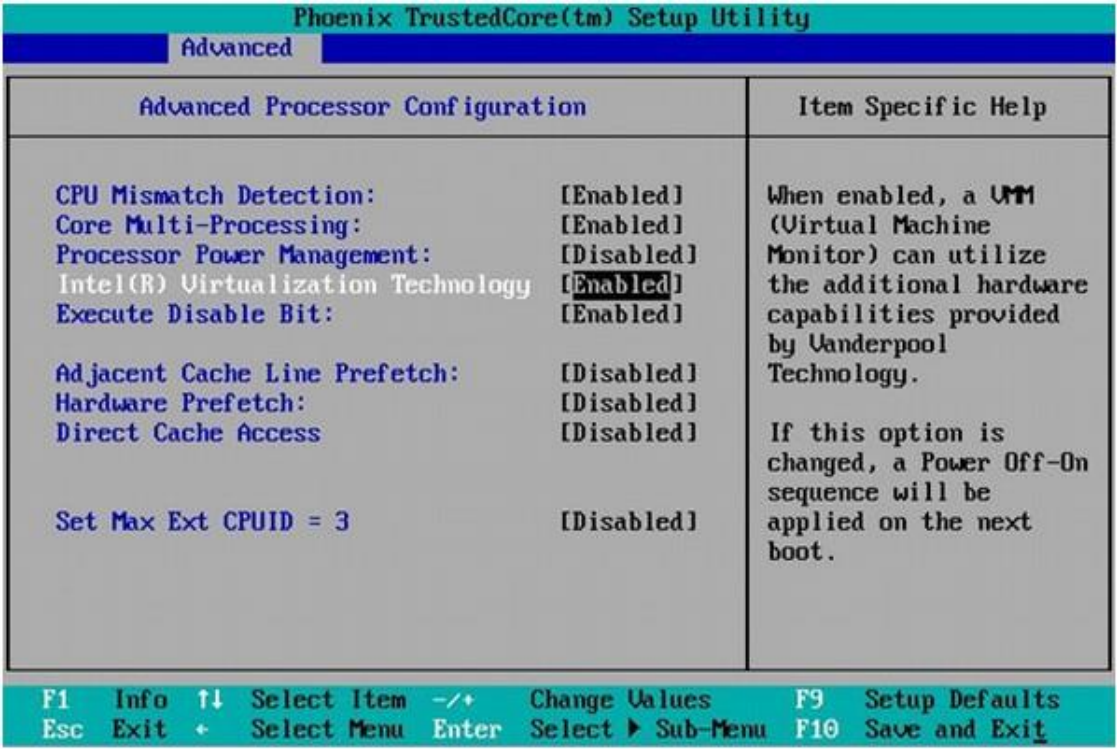 Phoenix TrustedCore(tm) Setup Utility
Advanced
Advanced Processor Configuration
Item Specific Help
CPU Mismatch Detection: [Enabled]
Core Multi-Processing: [Enabled]
Processor Power Management: [Disabled]
Intel(R) Virtualization Technology [Enabled]
Execute Disable Bit: [Enabled]
Adjacent Cache Line Prefetch: [Disabled]
Hardware Prefetch: [Disabled]
Direct Cache Access [Disabled]
Set Max Ext CPUID = 3 [Disabled]
When enabled, a VMM
(Virtual Machine
Monitor) can utilize
the additional hardware
capabilities provided
by Vanderpool
Technology.
If this option is
changed, a Power Off-On
sequence will be
applied on the next
boot.
F1 Info ↑↓ Select Item -/+ Change Values F9 Setup Defaults
Esc Exit ← Select Menu Enter Select ▶ Sub-Menu F10 Save and Exit